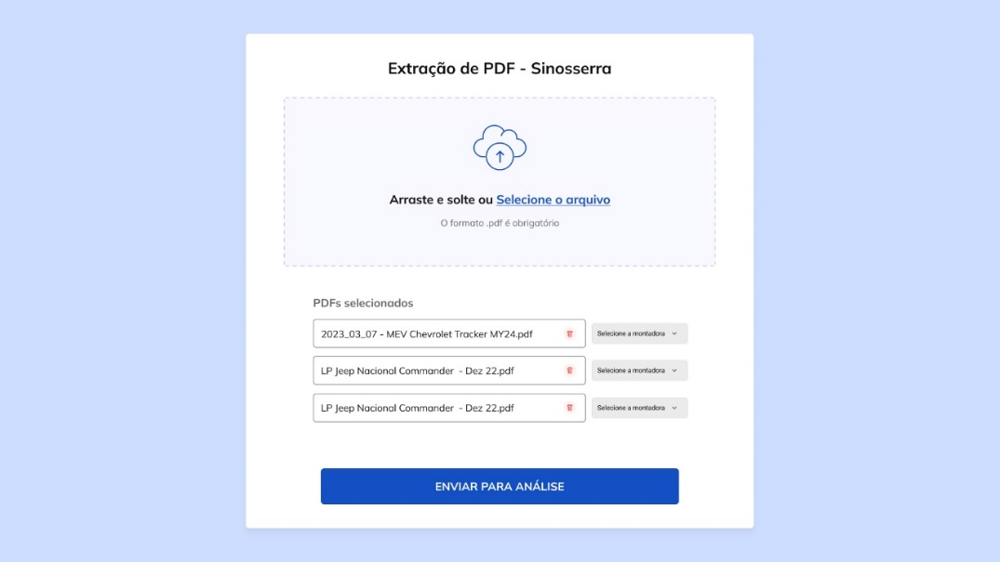 Extração de PDF - Sinosserra
Arraste e solte ou Selecione o arquivo
O formato .pdf é obrigatório
PDFs selecionados
2023_03_07 - MEV Chevrolet Tracker MY24.pdf Selecione a montadora
LP Jeep Nacional Commander - Dez 22.pdf Selecione a montadora
LP Jeep Nacional Commander - Dez 22.pdf Selecione a montadora
ENVIAR PARA ANÁLISE